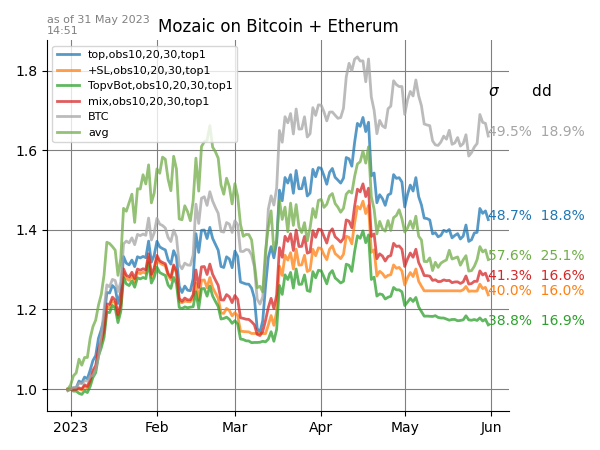 as of 31 May 2023
14:51
Mozaic on Bitcoin + Etherum
top,obs10,20,30,top1
+SL,obs10,20,30,top1
TopvBot,obs10,20,30,top1
mix,obs10,20,30,top1
BTC
avg
σ dd
49.5% 18.9%
48.7% 18.8%
57.6% 25.1%
41.3% 16.6%
40.0% 16.0%
38.8% 16.9%
1.8
1.6
1.4
1.2
1.0
2023 Feb Mar Apr May Jun